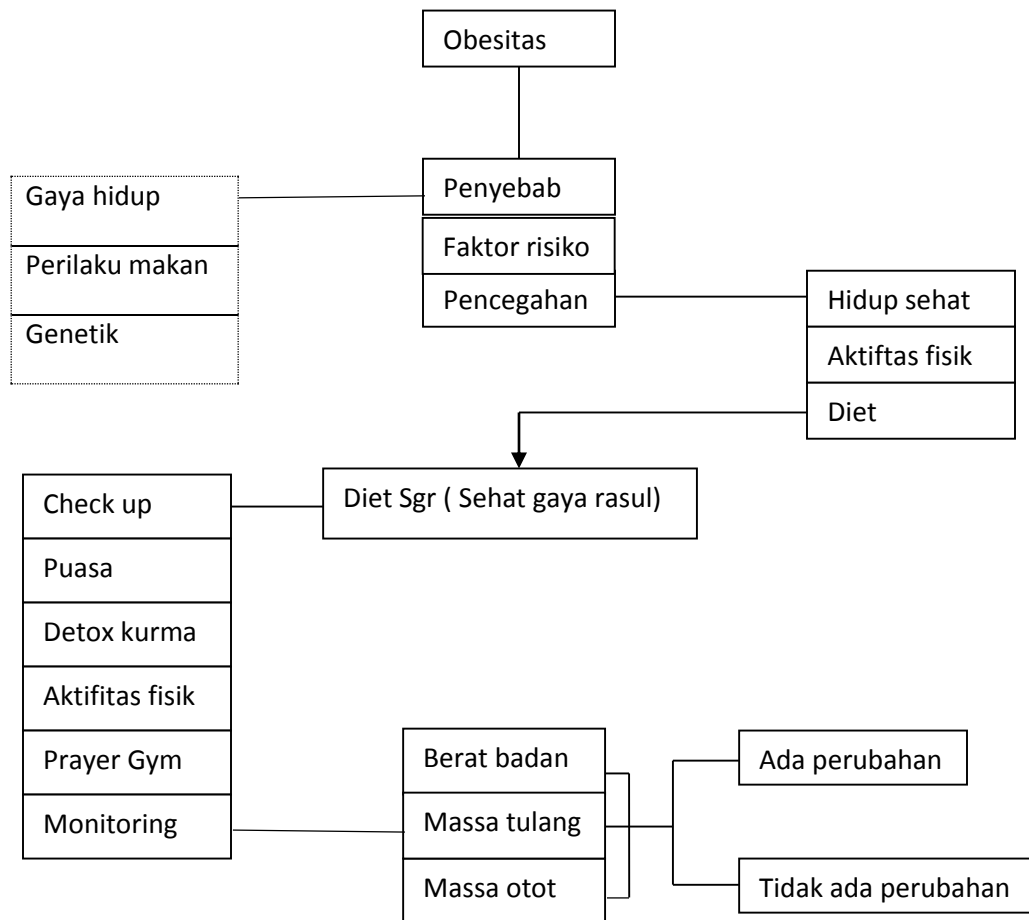 Obesitas
Penyebab
Faktor risiko
Pencegahan
Gaya hidup
Perilaku makan
Genetik
Hidup sehat
Aktiftas fisik
Diet
Diet Sgr ( Sehat gaya rasul)
Check up
Puasa
Detox kurma
Aktifitas fisik
Prayer Gym
Monitoring
Berat badan
Massa tulang
Massa otot
Ada perubahan
Tidak ada perubahan